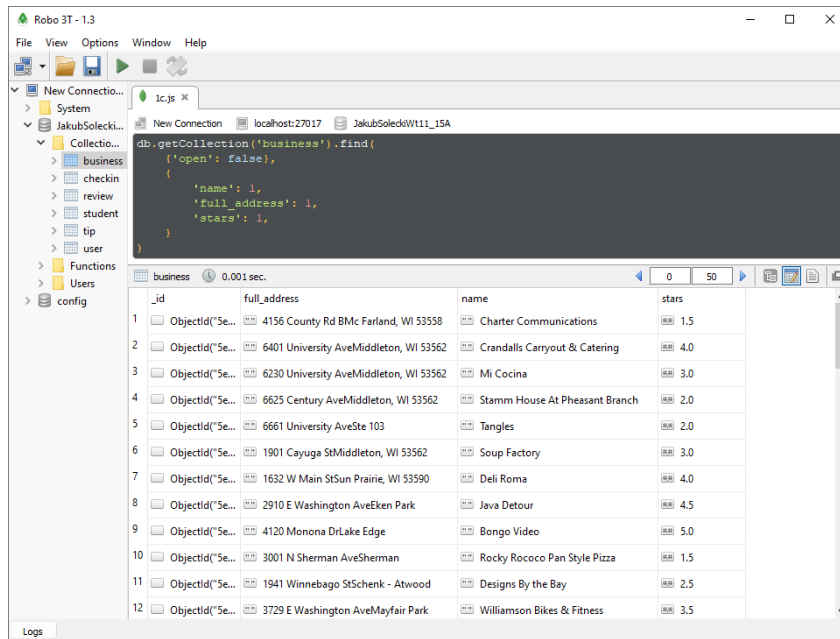 Robo 3T - 1.3
File View Options Window Help
New Connectio...
System
JakubSolecki...
Collectio...
business
checkin
review
student
tip
user
Functions
Users
config
1c.js
New Connection localhost:27017 JakubSoleckiWt11_15A
db.getCollection('business').find(
{'open': false},
{
'name': 1,
'full_address': 1,
'stars': 1,
}
)
business 0.001 sec. 0 50
_id full_address name stars
1 ObjectId("5e... 4156 County Rd BMc Farland, WI 53558 Charter Communications 1.5
2 ObjectId("5e... 6401 University AveMiddleton, WI 53562 Crandalls Carryout & Catering 4.0
3 ObjectId("5e... 6230 University AveMiddleton, WI 53562 Mi Cocina 3.0
4 ObjectId("5e... 6625 Century AveMiddleton, WI 53562 Stamm House At Pheasant Branch 2.0
5 ObjectId("5e... 6661 University AveSte 103 Tangles 2.0
6 ObjectId("5e... 1901 Cayuga StMiddleton, WI 53562 Soup Factory 3.0
7 ObjectId("5e... 1632 W Main StSun Prairie, WI 53590 Deli Roma 4.0
8 ObjectId("5e... 2910 E Washington AveEken Park Java Detour 4.5
9 ObjectId("5e... 4120 Monona DrLake Edge Bongo Video 5.0
10 ObjectId("5e... 3001 N Sherman AveSherman Rocky Rococo Pan Style Pizza 1.5
11 ObjectId("5e... 1941 Winnebago StSchenk - Atwood Designs By the Bay 2.5
12 ObjectId("5e... 3729 E Washington AveMayfair Park Williamson Bikes & Fitness 3.5
Logs